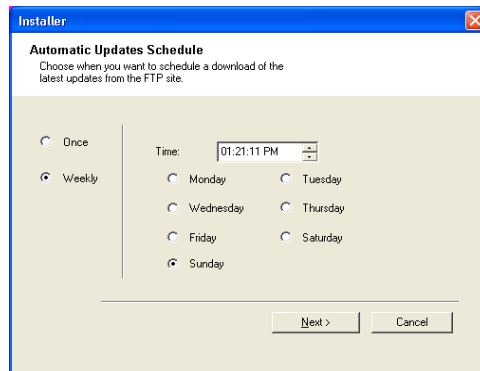 Installer
Automatic Updates Schedule
Choose when you want to schedule a download of the
latest updates from the FTP site.
Once
Weekly
Time: 01:21:11 PM
Monday Tuesday
Wednesday Thursday
Friday Saturday
Sunday
Next > Cancel